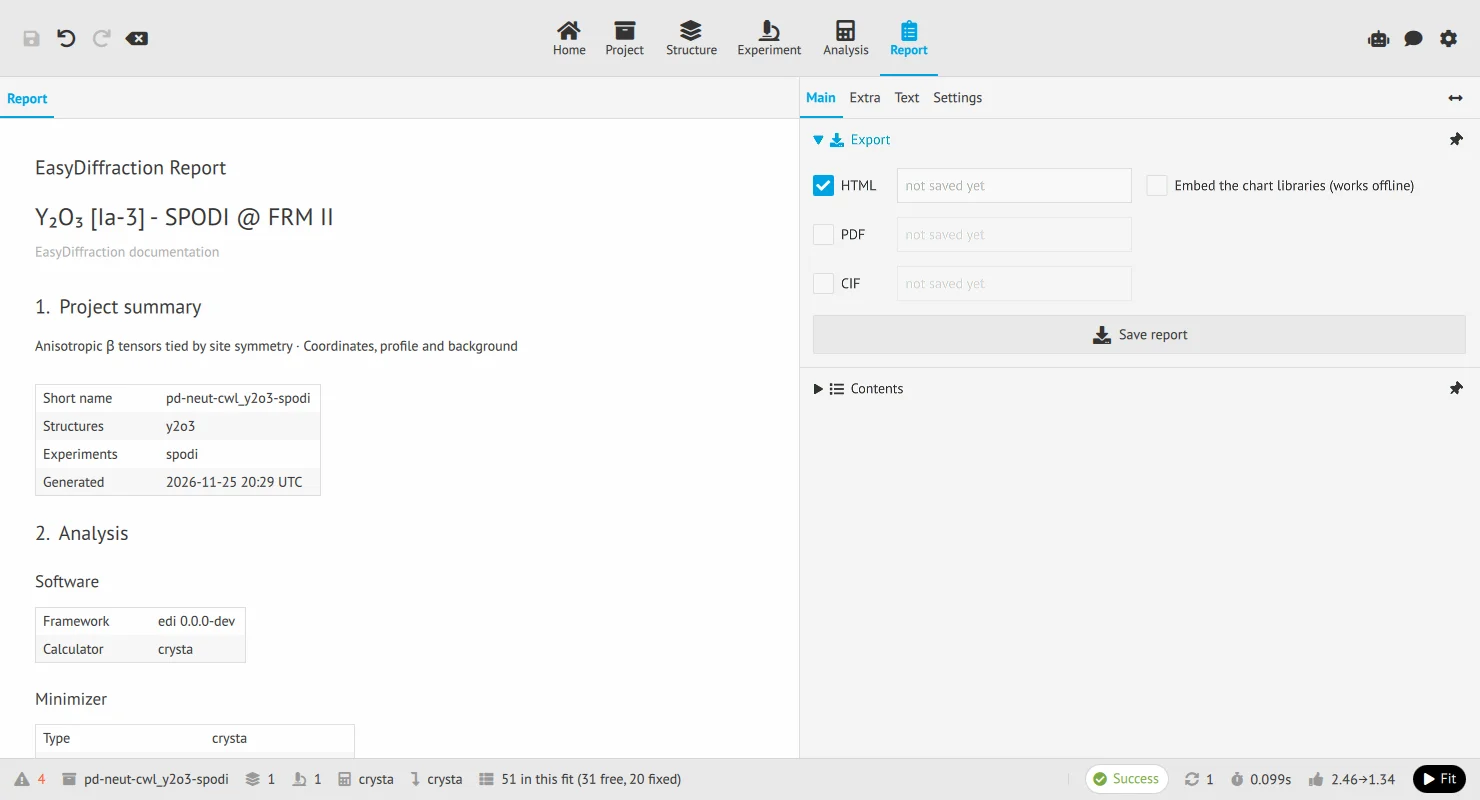 Home Project Structure Experiment Analysis Report
Report
Main Extra Text Settings
EasyDiffraction Report
Y₂O₃ [Ia-3] - SPODI @ FRM II
EasyDiffraction documentation
1. Project summary
Anisotropic β tensors tied by site symmetry · Coordinates, profile and background
Short name pd-neut-cwl_y2o3-spodi
Structures y2o3
Experiments spodi
Generated 2026-11-25 20:29 UTC
2. Analysis
Software
Framework edi 0.0.0-dev
Calculator crysta
Minimizer
Type crysta
Export
HTML not saved yet Embed the chart libraries (works offline)
PDF not saved yet
CIF not saved yet
Save report
Contents
4 pd-neut-cwl_y2o3-spodi 1 1 crysta crysta 51 in this fit (31 free, 20 fixed) Success 1 0.099s 2.46→1.34 Fit